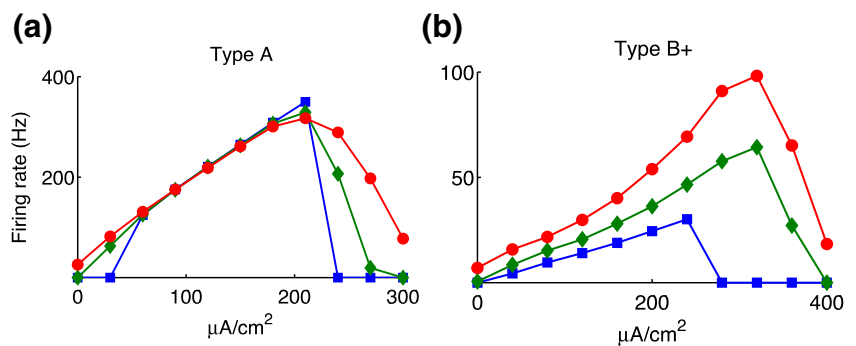 (a)
Type A
Firing rate (Hz)
400
200
0
100
200
300
μA/cm²
(b)
Type B+
100
50
0
200
400
μA/cm²